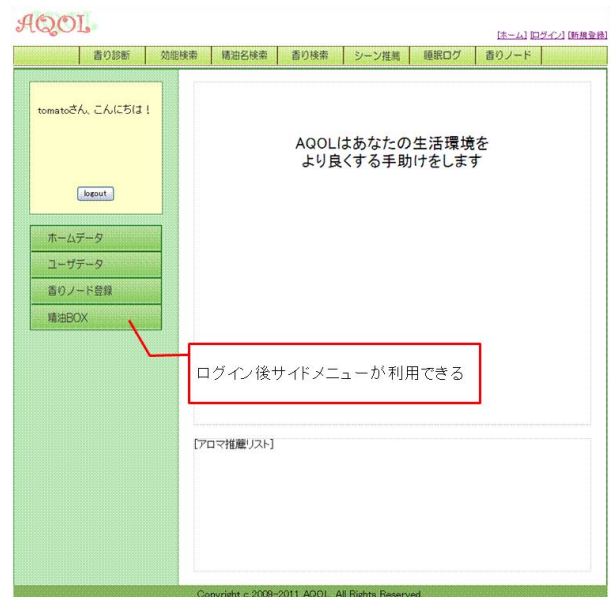 AQOL
[ホーム] [ログイン] [新規登録]
香り診断 効能検索 精油名検索 香り検索 シーン推薦 睡眠ログ 香りノード
tomatoさん、こんにちは！
logout
AQOLはあなたの生活環境を
より良くする手助けをします
ホームデータ
ユーザデータ
香りノード登録
精油BOX
ログイン後サイドメニューが利用できる
[アロマ推薦リスト]
Copyright c 2009-2011 AQOL. All Rights Reserved.